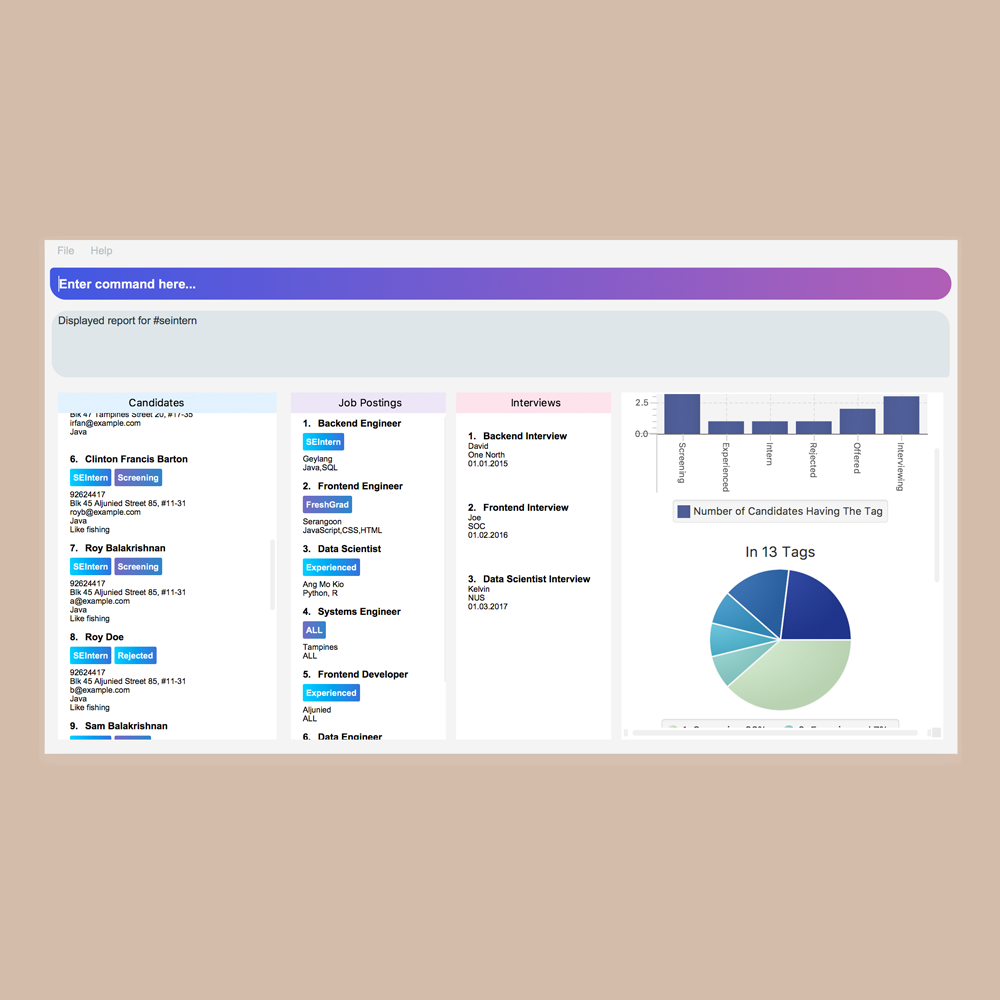 File Help
Enter command here...
Displayed report for #seintern
Candidates
Blk 47 Tampines Street 20, #17-35
irfan@example.com
Java
6. Clinton Francis Barton
SEIntern Screening
92624417
Blk 45 Aljunied Street 85, #11-31
royb@example.com
Java
Like fishing
7. Roy Balakrishnan
SEIntern Screening
92624417
Blk 45 Aljunied Street 85, #11-31
a@example.com
Java
Like fishing
8. Roy Doe
SEIntern Rejected
92624417
Blk 45 Aljunied Street 85, #11-31
b@example.com
Java
Like fishing
9. Sam Balakrishnan
Job Postings
1. Backend Engineer
SEIntern
Geylang
Java,SQL
2. Frontend Engineer
FreshGrad
Serangoon
JavaScript,CSS,HTML
3. Data Scientist
Experienced
Ang Mo Kio
Python, R
4. Systems Engineer
ALL
Tampines
ALL
5. Frontend Developer
Experienced
Aljunied
ALL
6. Data Engineer
Interviews
1. Backend Interview
David
One North
01.01.2015
2. Frontend Interview
Joe
SOC
01.02.2016
3. Data Scientist Interview
Kelvin
NUS
01.03.2017
2.5
0.0
Screening
Experienced
Intern
Rejected
Offered
Interviewing
Number of Candidates Having The Tag
In 13 Tags